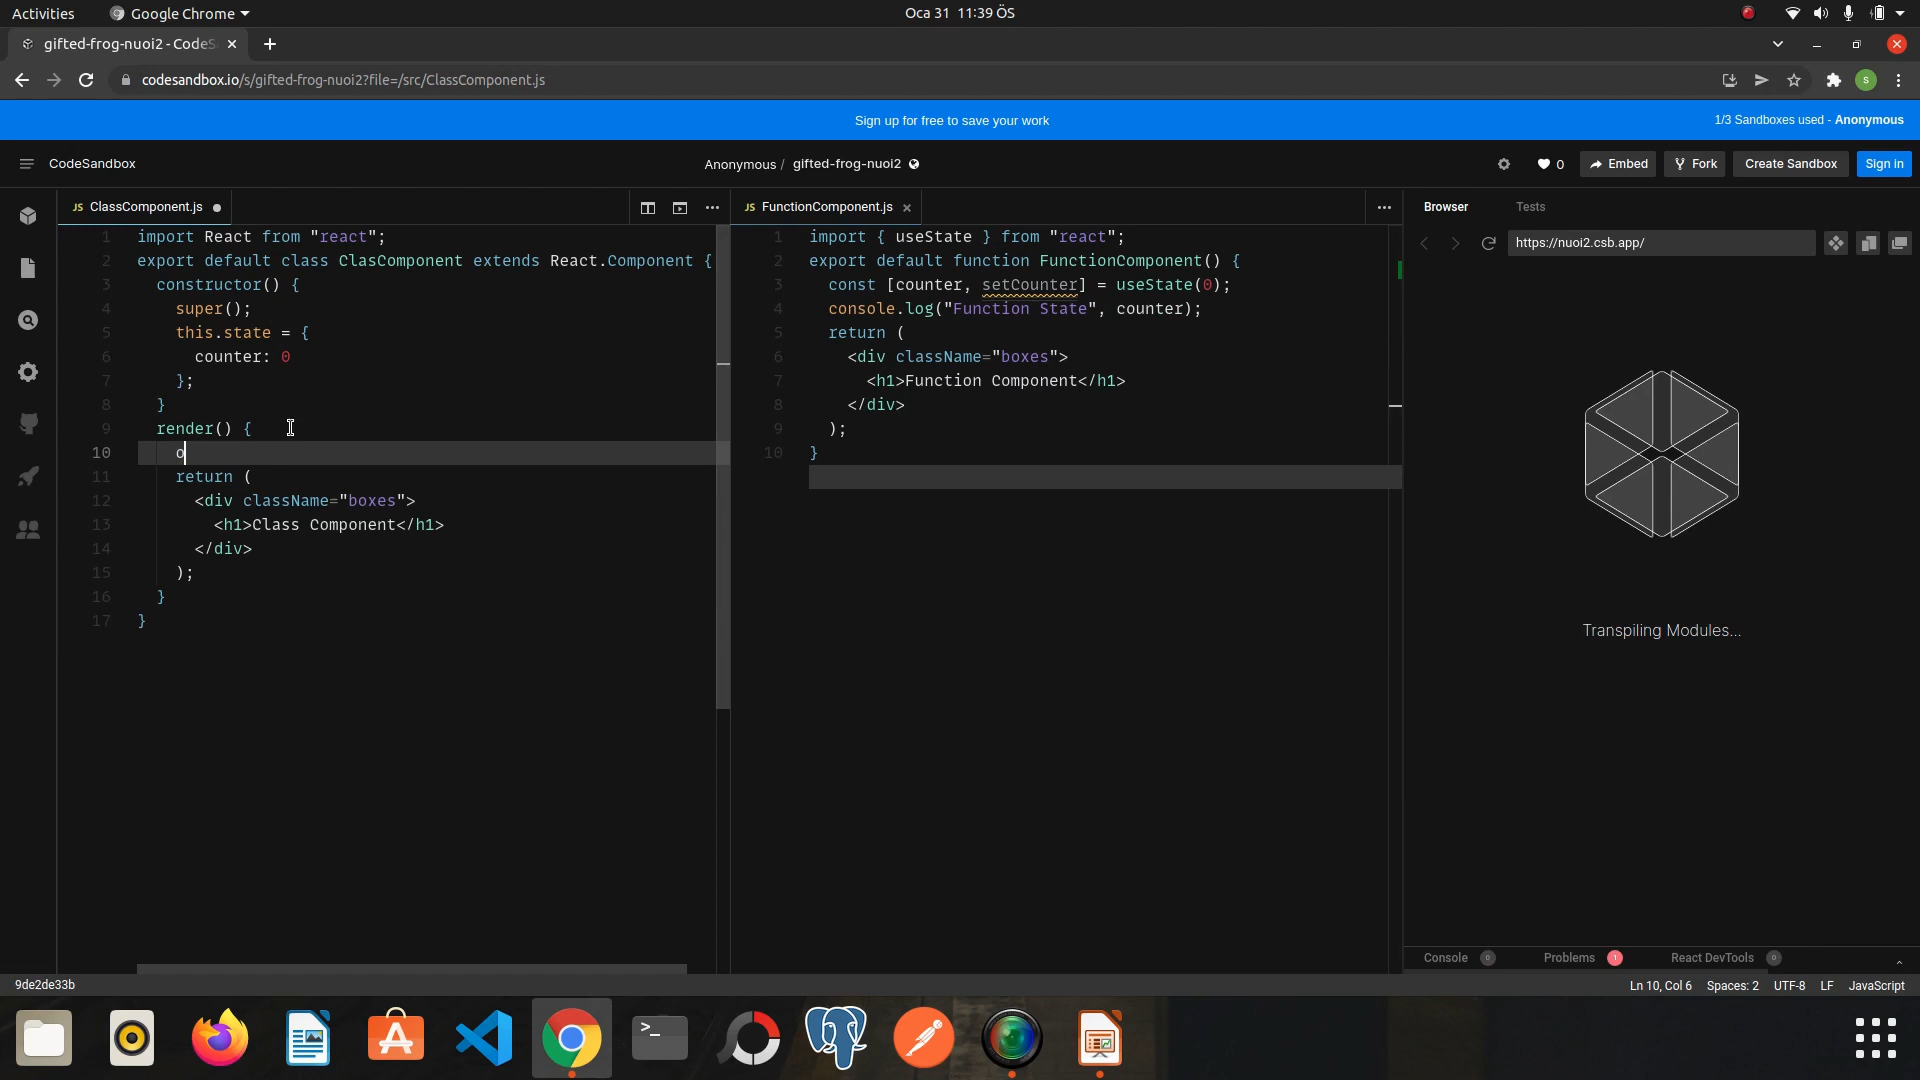 Activities
Google Chrome
Oca 31 11:39 ÖS
gifted-frog-nuoi2 - CodeS
codesandbox.io/s/gifted-frog-nuoi2?file=/src/ClassComponent.js
S
Sign up for free to save your work
1/3 Sandboxes used - Anonymous
CodeSandbox
Anonymous / gifted-frog-nuoi2
0
Embed
Fork
Create Sandbox
Sign in
JS ClassComponent.js
1 import React from "react";
2 export default class ClasComponent extends React.Component {
3 constructor() {
4 super();
5 this.state = {
6 counter: 0
7 };
8 }
9 render() {
10 o
11 return (
12 <div className="boxes">
13 <h1>Class Component</h1>
14 </div>
15 );
16 }
17 }
JS FunctionComponent.js
1 import { useState } from "react";
2 export default function FunctionComponent() {
3 const [counter, setCounter] = useState(0);
4 console.log("Function State", counter);
5 return (
6 <div className="boxes">
7 <h1>Function Component</h1>
8 </div>
9 );
10 }
Browser
Tests
https://nuoi2.csb.app/
Transpiling Modules...
Console 0
Problems 1
React DevTools 0
9de2de33b
Ln 10, Col 6 Spaces: 2 UTF-8 LF JavaScript
>_